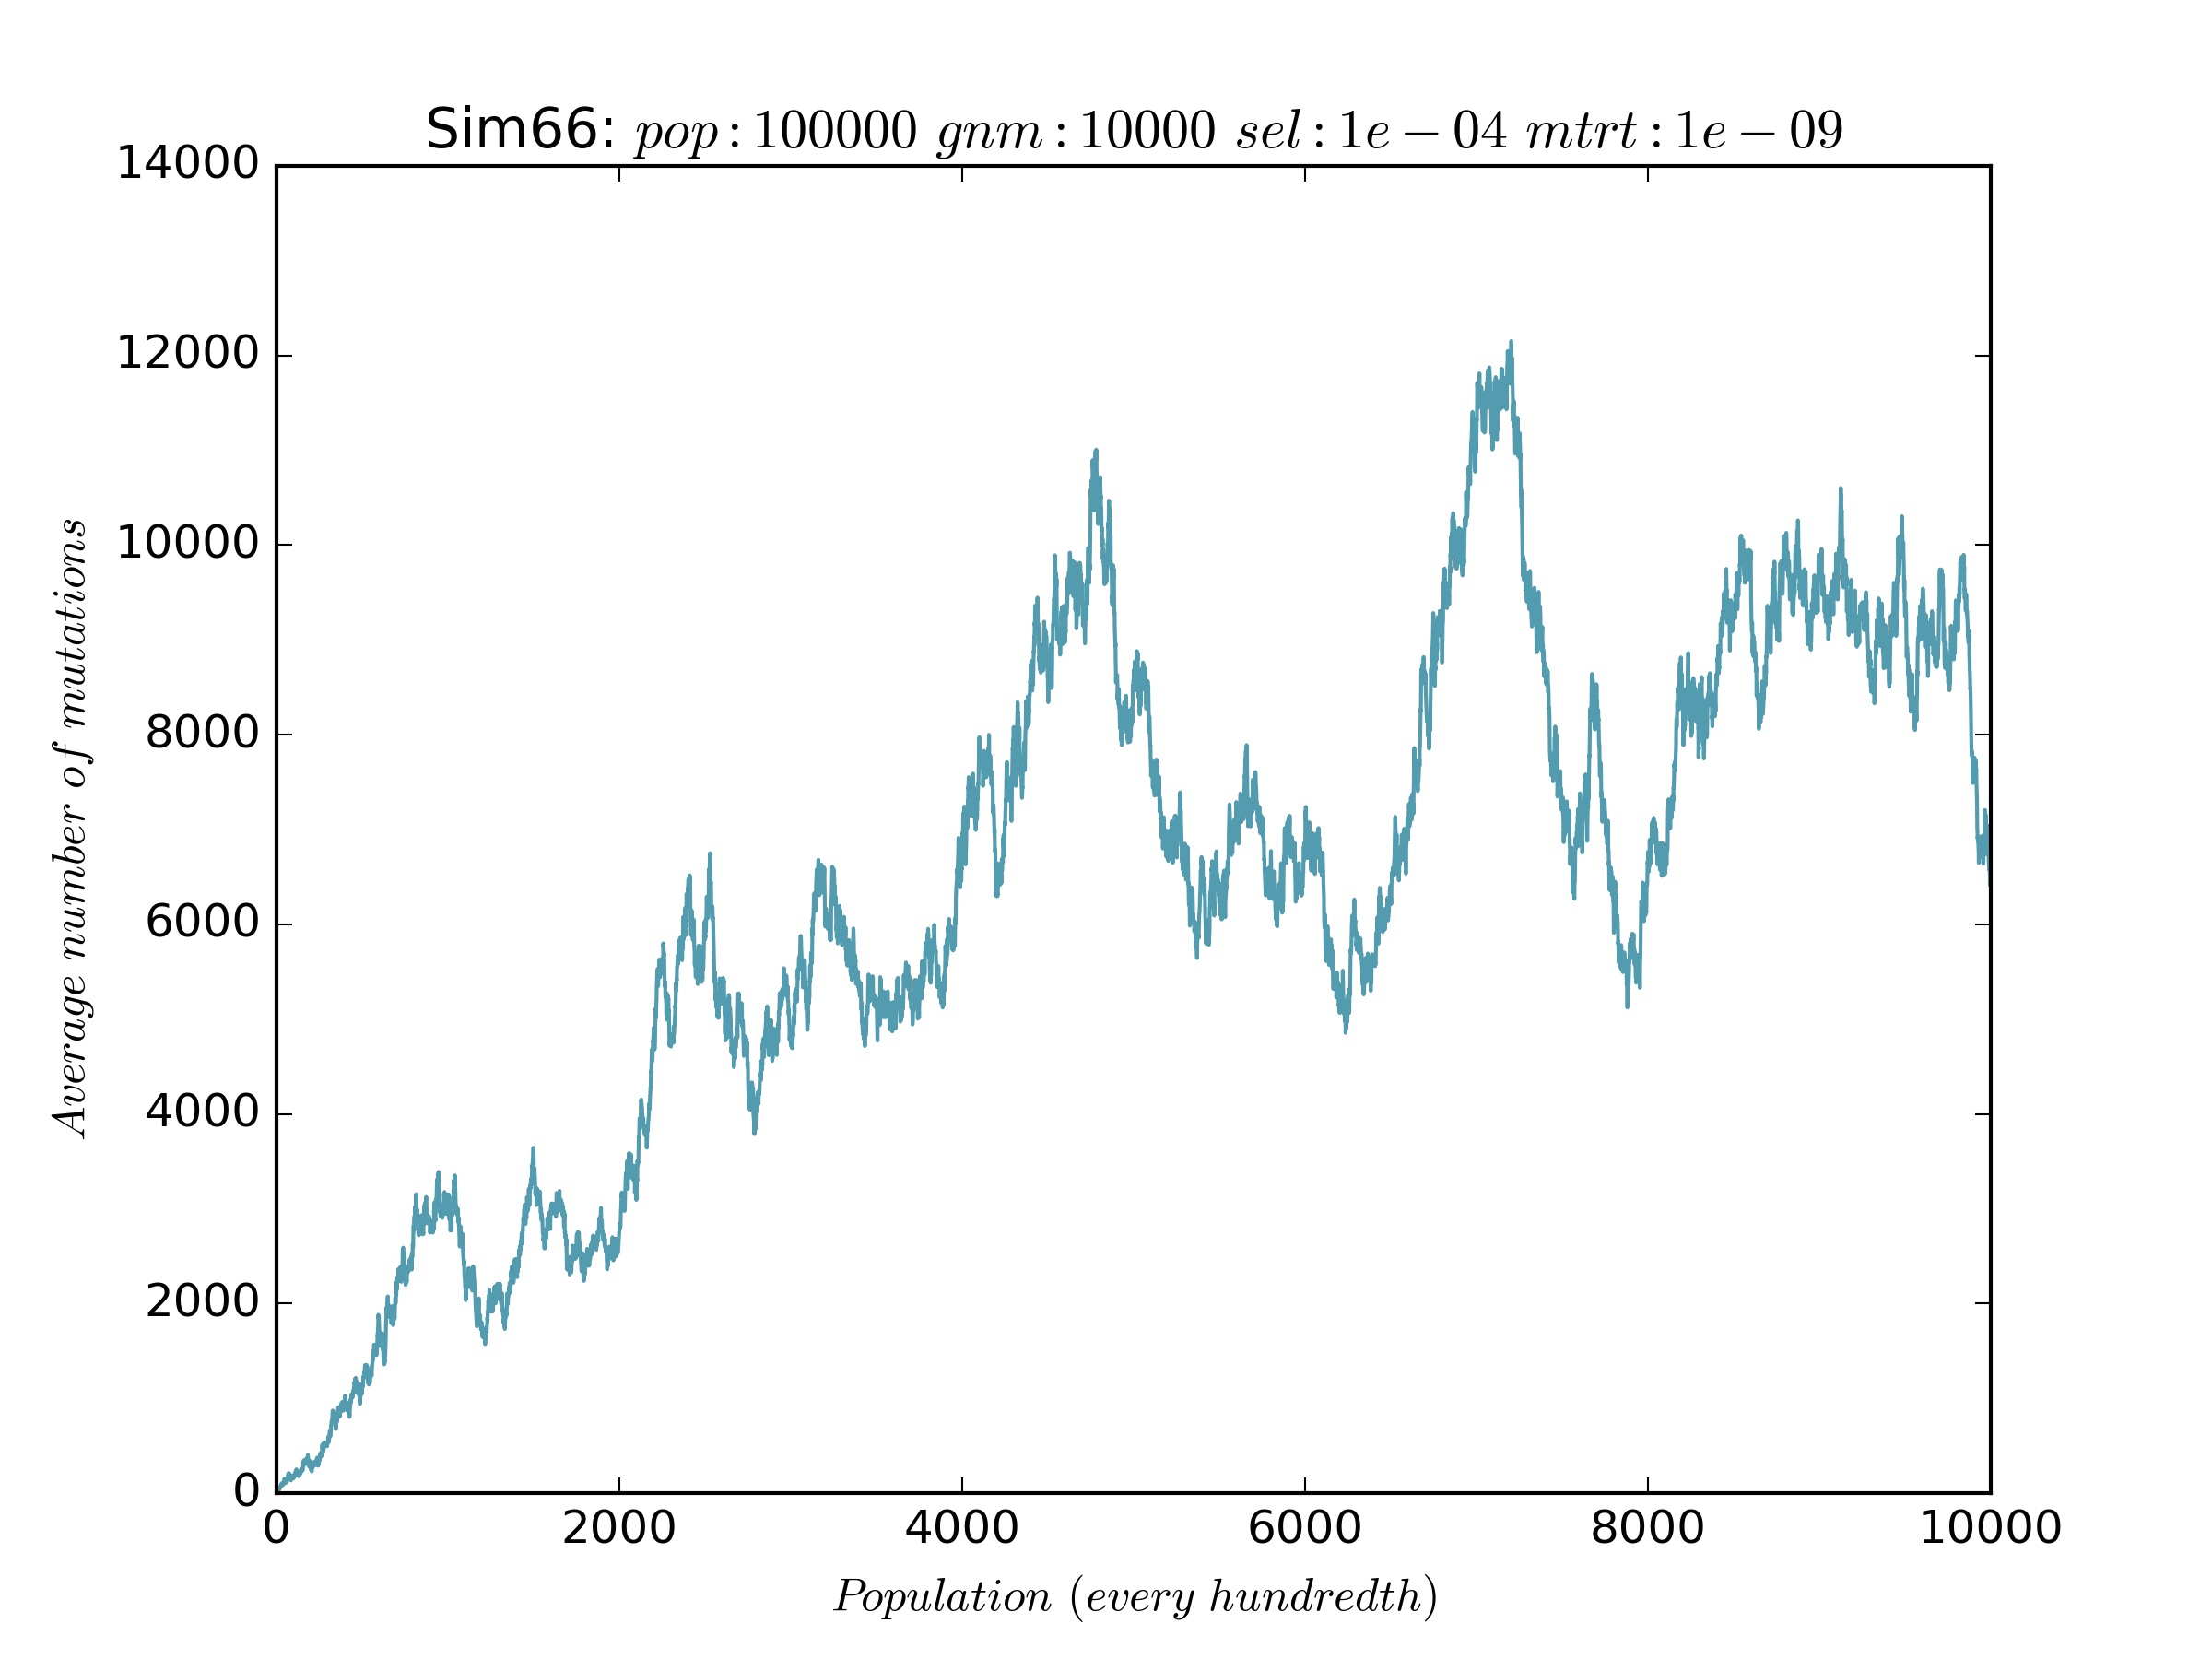 Sim66: pop : 100000 gnm : 10000 sel : 1e − 04 mtrt : 1e − 09
14000
12000
10000
8000
6000
4000
2000
0
Average number of mutations
0 2000 4000 6000 8000 10000
Population (every hundredth)